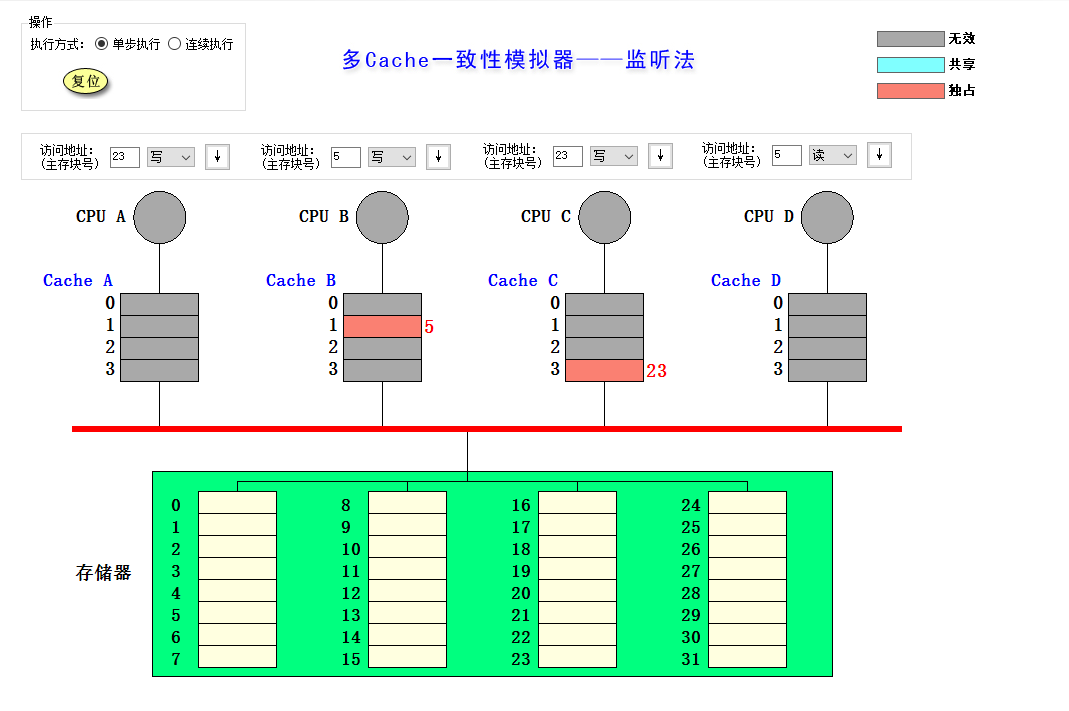 操作
执行方式: 单步执行 连续执行
复位
多Cache一致性模拟器——监听法
无效
共享
独占
访问地址:
(主存块号) 23 写 ↓
访问地址:
(主存块号) 5 写 ↓
访问地址:
(主存块号) 23 写 ↓
访问地址:
(主存块号) 5 读 ↓
CPU A CPU B CPU C CPU D
Cache A Cache B Cache C Cache D
0 0 0 0
1 1 5 1 1
2 2 2 2
3 3 3 23 3
存储器
0 8 16 24
1 9 17 25
2 10 18 26
3 11 19 27
4 12 20 28
5 13 21 29
6 14 22 30
7 15 23 31